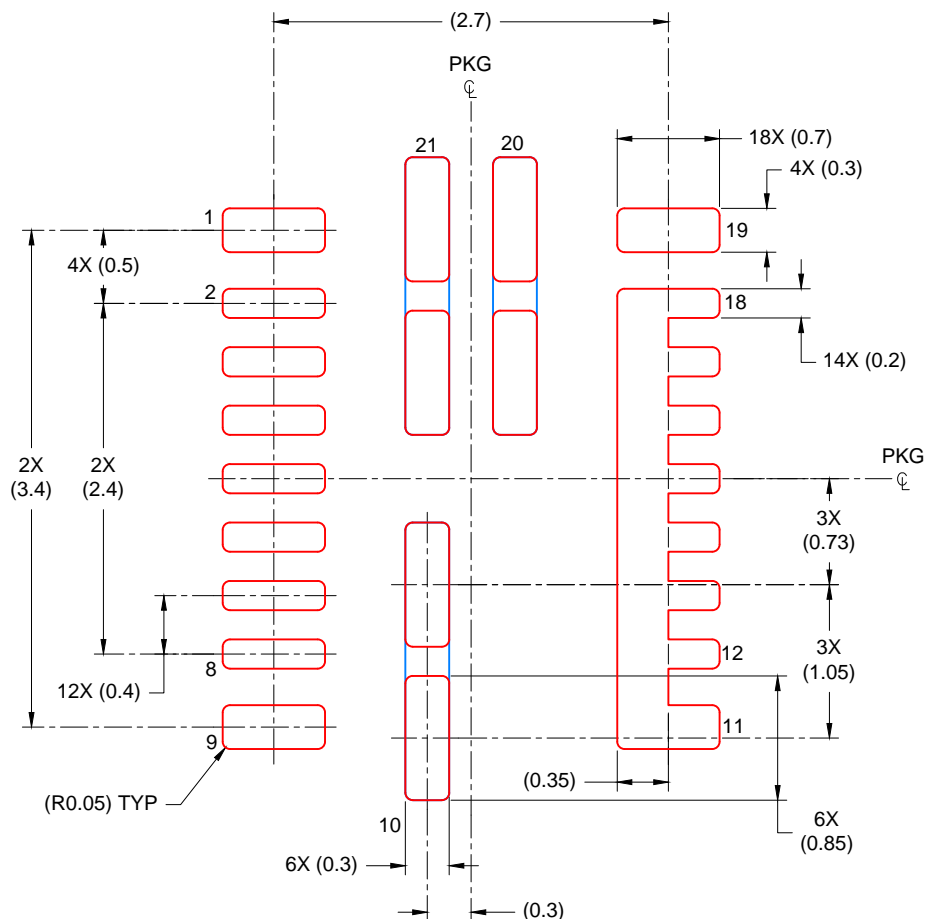 (2.7)
PKG
℄
21
20
18X (0.7)
4X (0.3)
1
19
4X (0.5)
2
18
14X (0.2)
2X
(3.4)
2X
(2.4)
PKG
℄
3X
(0.73)
8
12
3X
(1.05)
12X (0.4)
9
11
(R0.05) TYP
(0.35)
10
6X
(0.85)
6X (0.3)
(0.3)